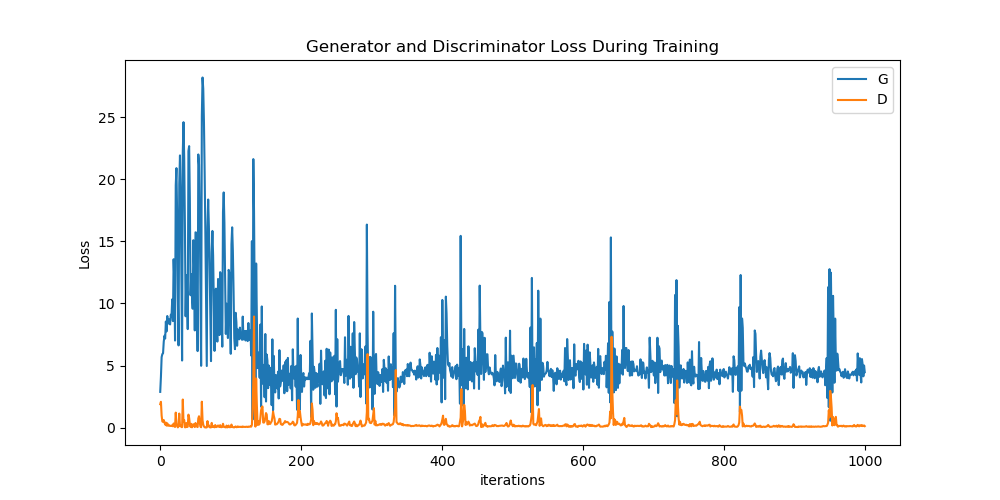 Generator and Discriminator Loss During Training
G
D
25
20
15
10
5
0
Loss
0 200 400 600 800 1000
iterations